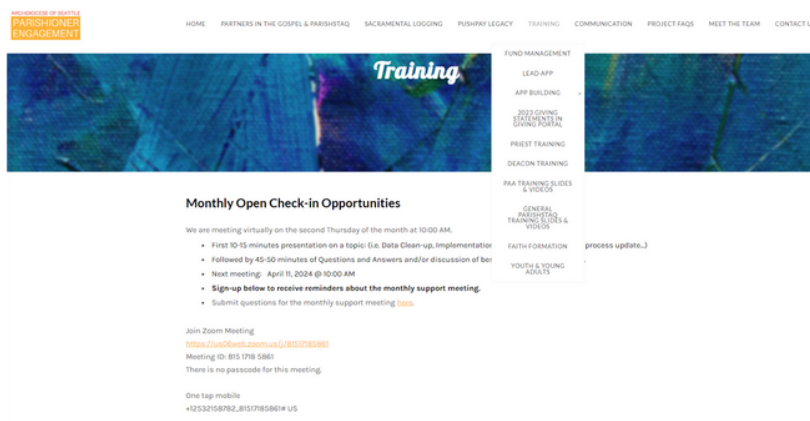 ARCHDIOCESE OF SEATTLE
PARISHIONER
ENGAGEMENT
HOME PARTNERS IN THE GOSPEL & PARISHSTAQ SACRAMENTAL LOGGING PUSHPAY LEGACY TRAINING COMMUNICATION PROJECT FAQS MEET THE TEAM CONTACT U
Training
FUND MANAGEMENT
LEAD APP
APP BUILDING
2023 GIVING
STATEMENTS IN
GIVING PORTAL
PRIEST TRAINING
DEACON TRAINING
PAA TRAINING SLIDES
& VIDEOS
GENERAL
PARISHSTAQ
TRAINING SLIDES &
VIDEOS
FAITH FORMATION
YOUTH & YOUNG
ADULTS
Monthly Open Check-in Opportunities
We are meeting virtually on the second Thursday of the month at 10:00 AM.
• First 10-15 minutes presentation on a topic: (i.e. Data Clean-up, Implementation process update...)
• Followed by 45-50 minutes of Questions and Answers and/or discussion of bes
• Next meeting: April 11, 2024 @ 10:00 AM
• Sign-up below to receive reminders about the monthly support meeting.
• Submit questions for the monthly support meeting here.
Join Zoom Meeting
https://us06web.zoom.us/j/81517185861
Meeting ID: 815 1718 5861
There is no passcode for this meeting.
One tap mobile
+12532158782,,81517185861# US